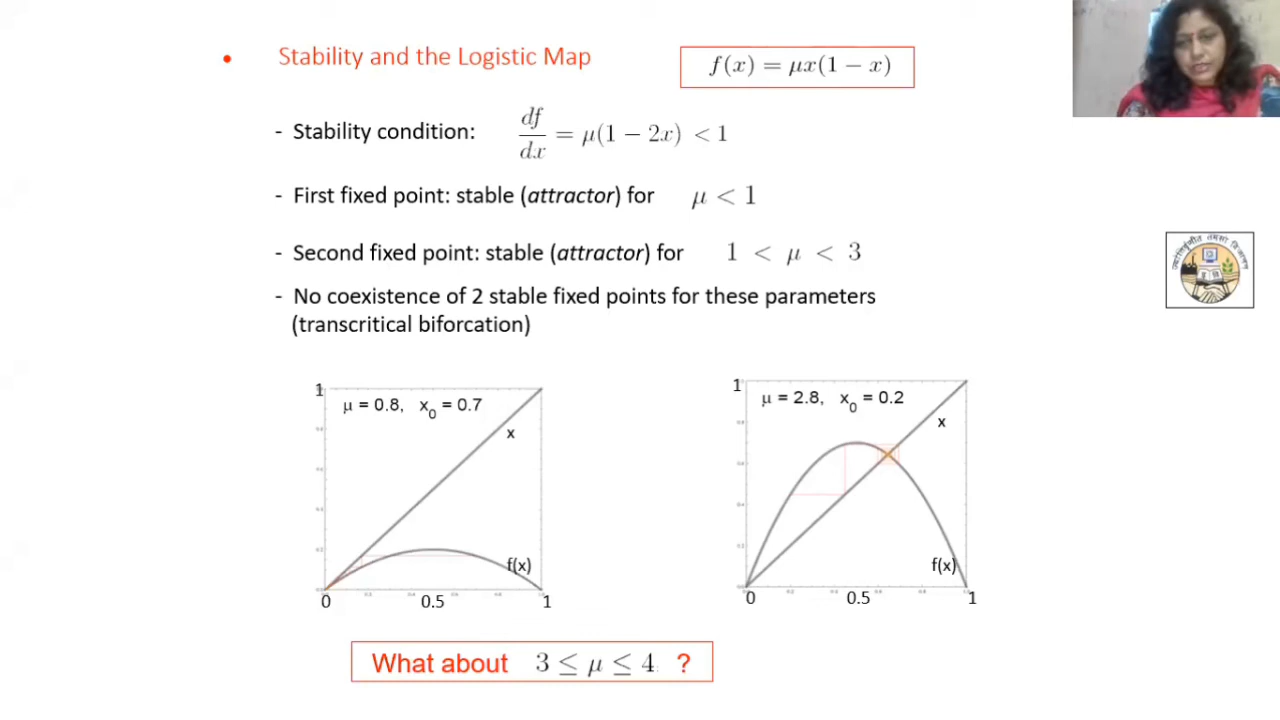 • Stability and the Logistic Map
f(x) = μx(1 − x)
- Stability condition: df/dx = μ(1 − 2x) < 1
- First fixed point: stable (attractor) for μ < 1
- Second fixed point: stable (attractor) for 1 < μ < 3
- No coexistence of 2 stable fixed points for these parameters
(transcritical biforcation)
1
μ = 0.8, x₀ = 0.7
x
f(x)
0 0.5 1
1
μ = 2.8, x₀ = 0.2
x
f(x)
0 0.5 1
What about 3 ≤ μ ≤ 4 ?